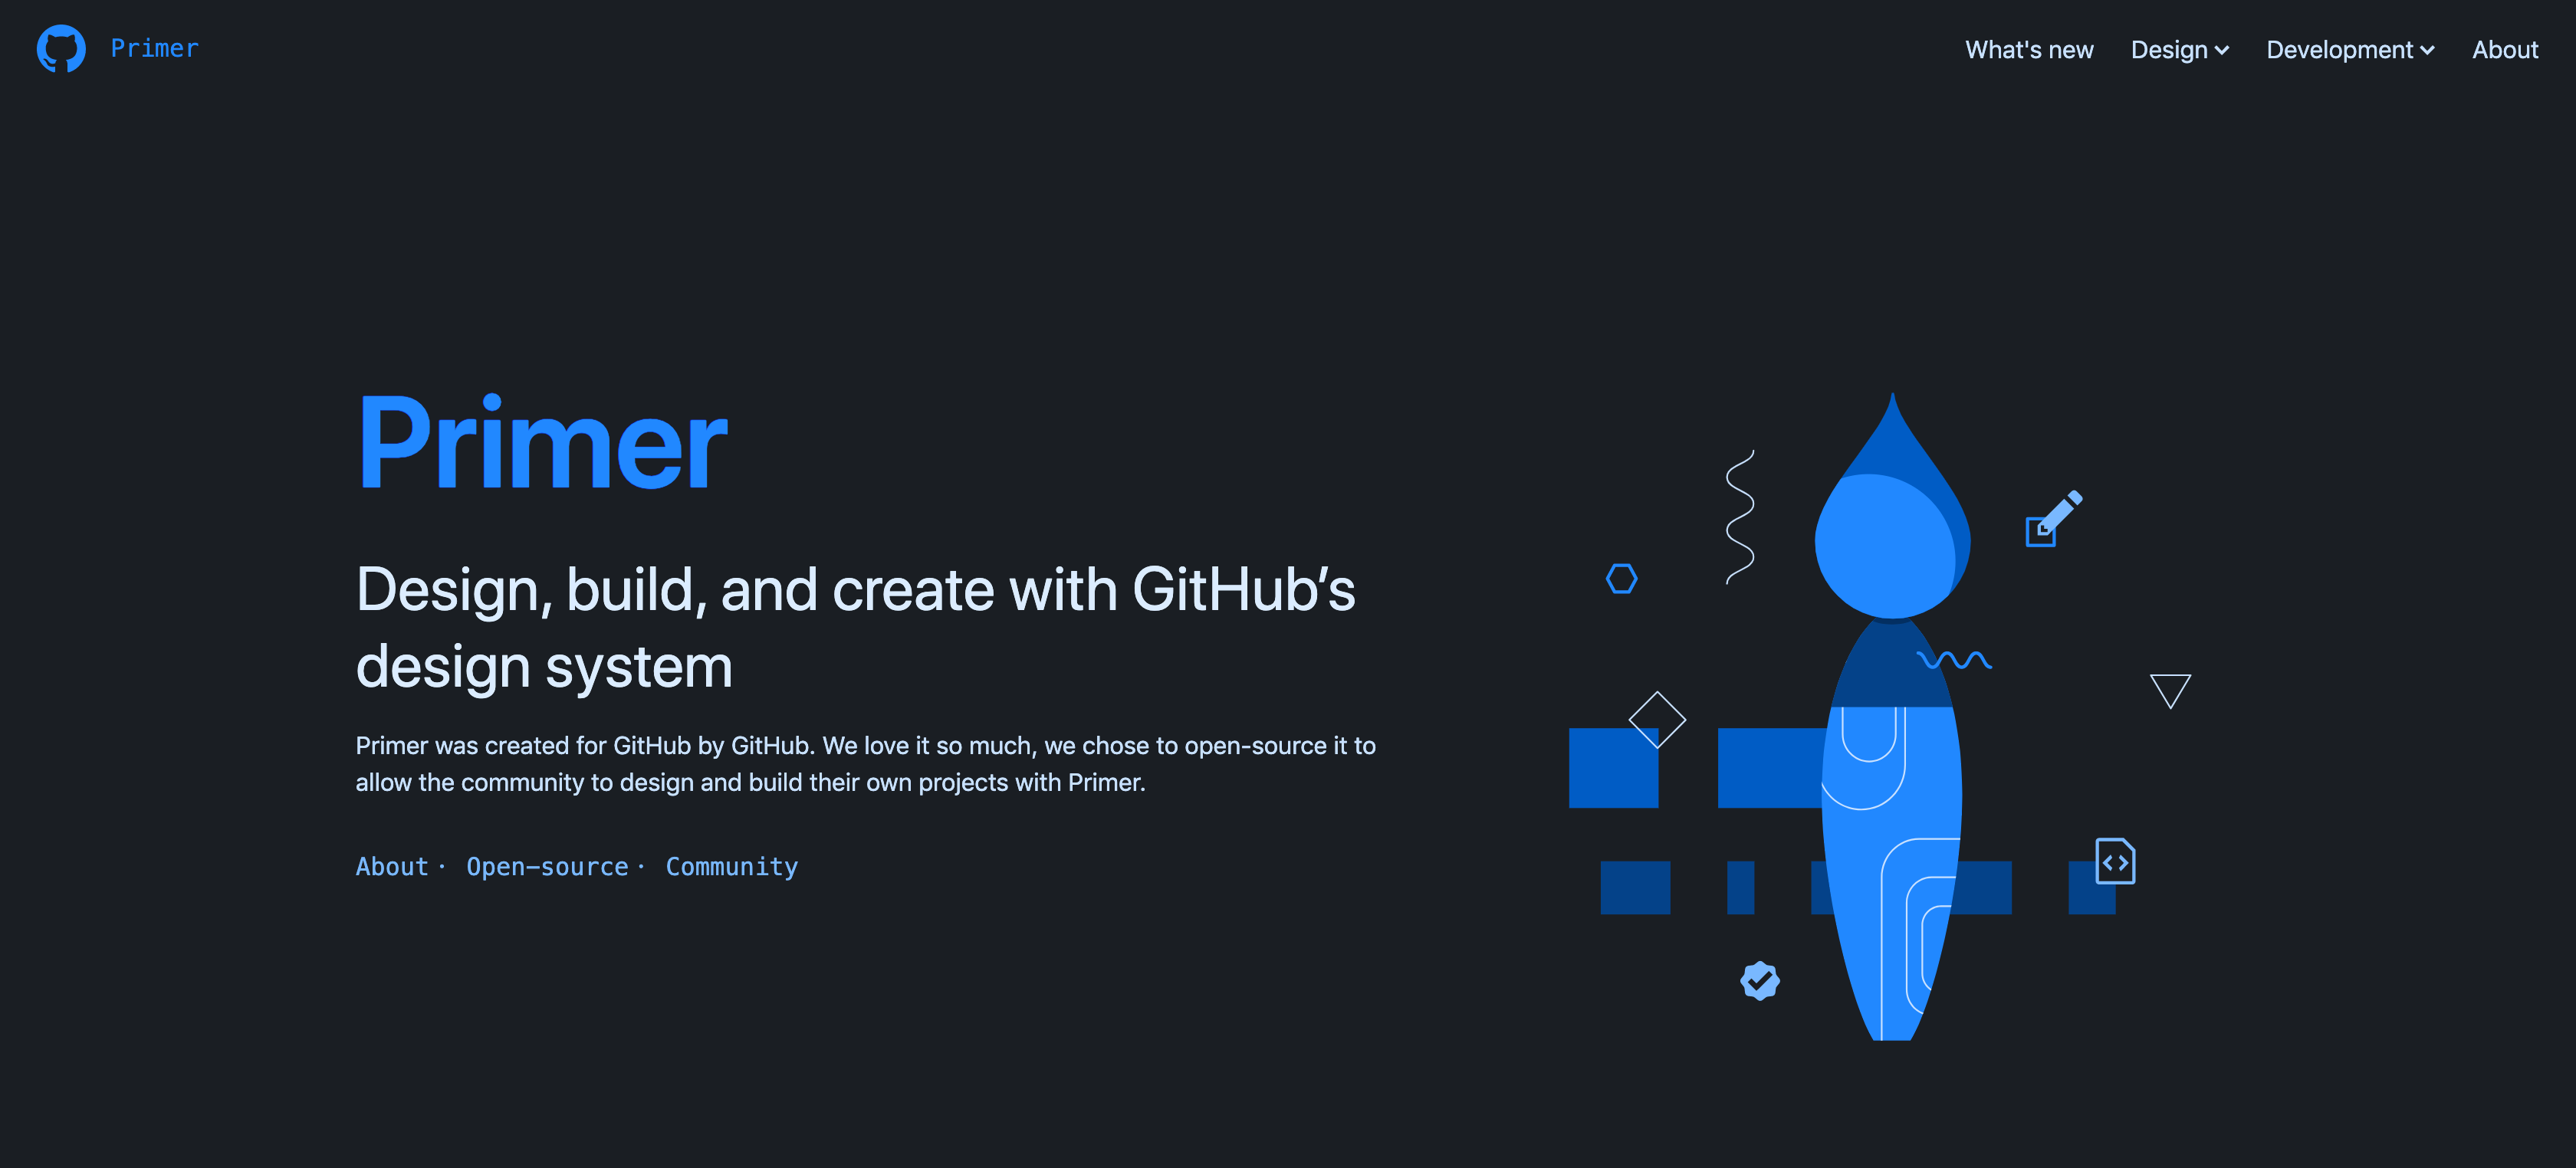 Primer
What's new Design Development About
Primer
Design, build, and create with GitHub’s
design system
Primer was created for GitHub by GitHub. We love it so much, we chose to open-source it to
allow the community to design and build their own projects with Primer.
About · Open-source · Community